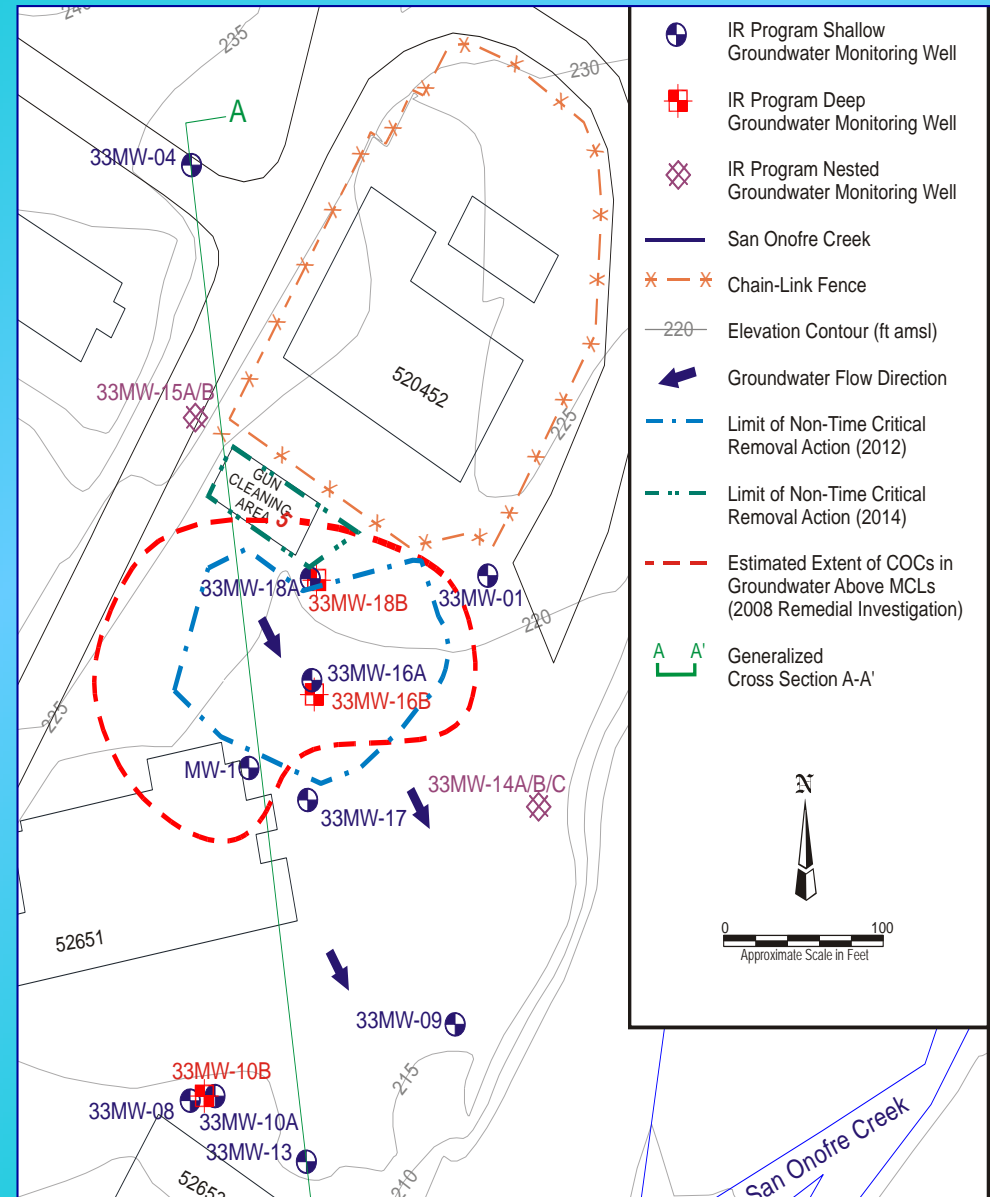 240
235
230
A
33MW-04
33MW-15A/B
520452
225
GUN
CLEANING
AREA
5
33MW-18A
33MW-18B
33MW-01
220
33MW-16A
33MW-16B
225
MW-1
33MW-17
33MW-14A/B/C
52651
33MW-09
33MW-10B
33MW-08
33MW-10A
33MW-13
215
210
San Onofre Creek
IR Program Shallow
Groundwater Monitoring Well
IR Program Deep
Groundwater Monitoring Well
IR Program Nested
Groundwater Monitoring Well
San Onofre Creek
Chain-Link Fence
220
Elevation Contour (ft amsl)
Groundwater Flow Direction
Limit of Non-Time Critical
Removal Action (2012)
Limit of Non-Time Critical
Removal Action (2014)
Estimated Extent of COCs in
Groundwater Above MCLs
(2008 Remedial Investigation)
A A'
Generalized
Cross Section A-A'
N
0 100
Approximate Scale in Feet